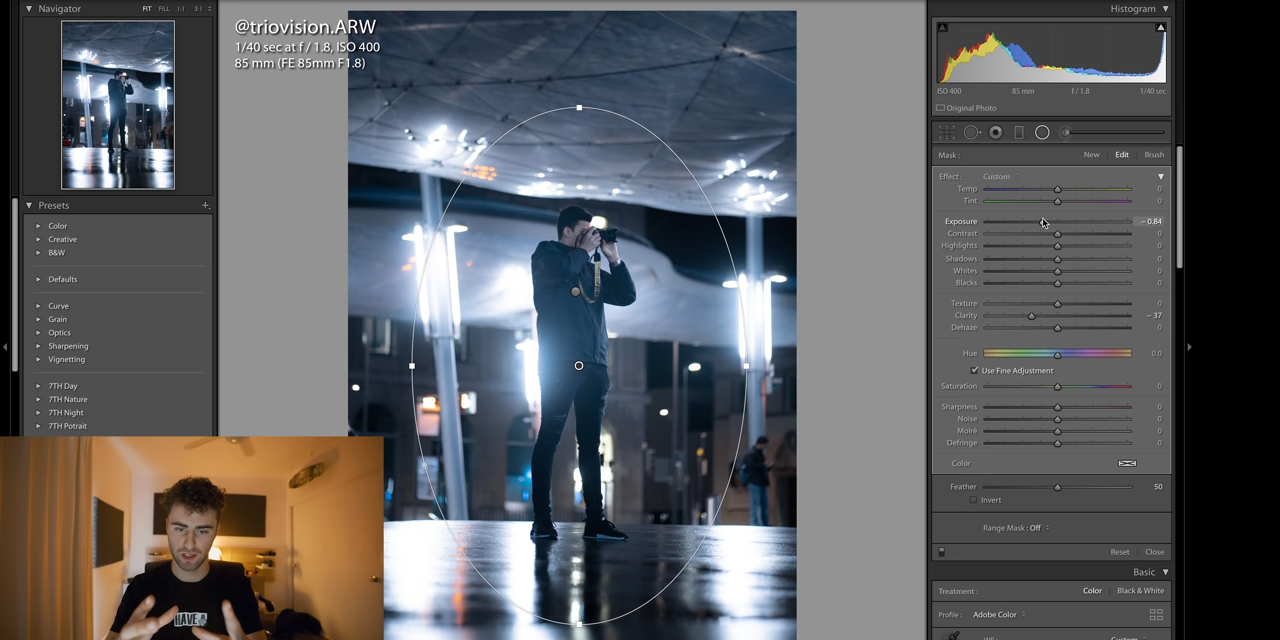 Navigator
FIT FILL 1:1 3:1
@triovision.ARW
1/40 sec at f / 1.8, ISO 400
85 mm (FE 85mm F1.8)
Presets
Color
Creative
B&W
Defaults
Curve
Grain
Optics
Sharpening
Vignetting
7TH Day
7TH Nature
7TH Night
7TH Potrait
HAVE
Histogram
ISO 400 85 mm f / 1.8 1/40 sec
Original Photo
Mask : New Edit Brush
Effect : Custom
Temp 0
Tint 0
Exposure – 0.84
Contrast 0
Highlights 0
Shadows 0
Whites 0
Blacks 0
Texture 0
Clarity – 37
Dehaze 0
Hue 0.0
Use Fine Adjustment
Saturation 0
Sharpness 0
Noise 0
Moiré 0
Defringe 0
Color
Feather 50
Invert
Range Mask : Off
Reset Close
Basic
Treatment : Color Black & White
Profile : Adobe Color